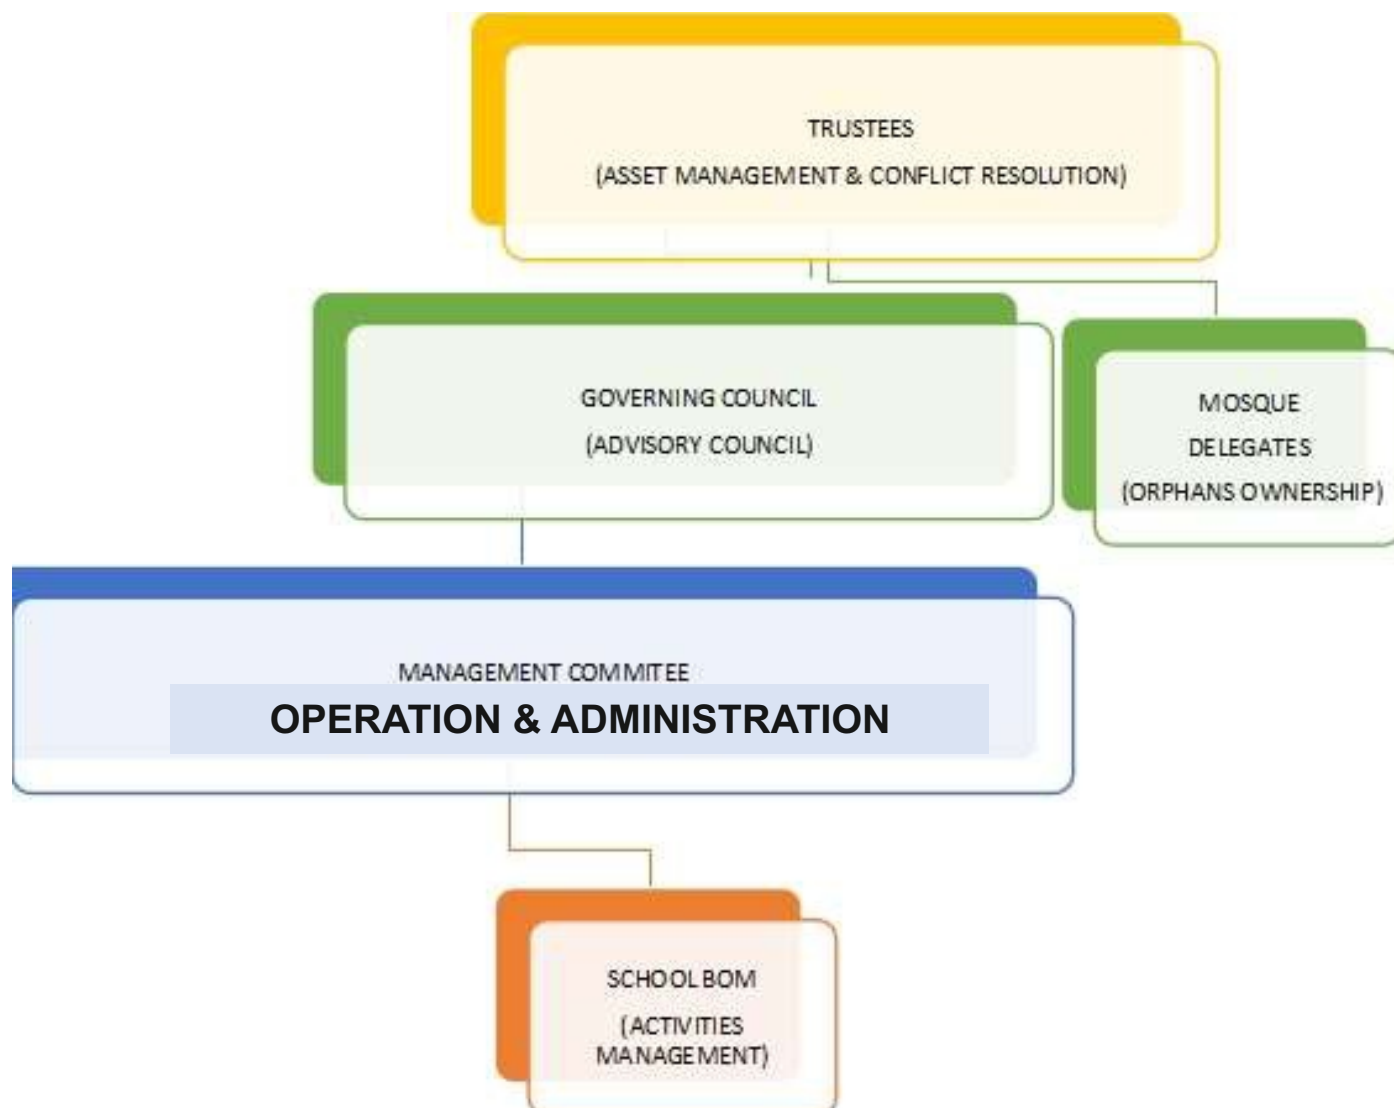 TRUSTEES
(ASSET MANAGEMENT & CONFLICT RESOLUTION)
GOVERNING COUNCIL
(ADVISORY COUNCIL)
MOSQUE
DELEGATES
(ORPHANS OWNERSHIP)
MANAGEMENT COMMITEE
OPERATION & ADMINISTRATION
SCHOOL BOM
(ACTIVITIES
MANAGEMENT)